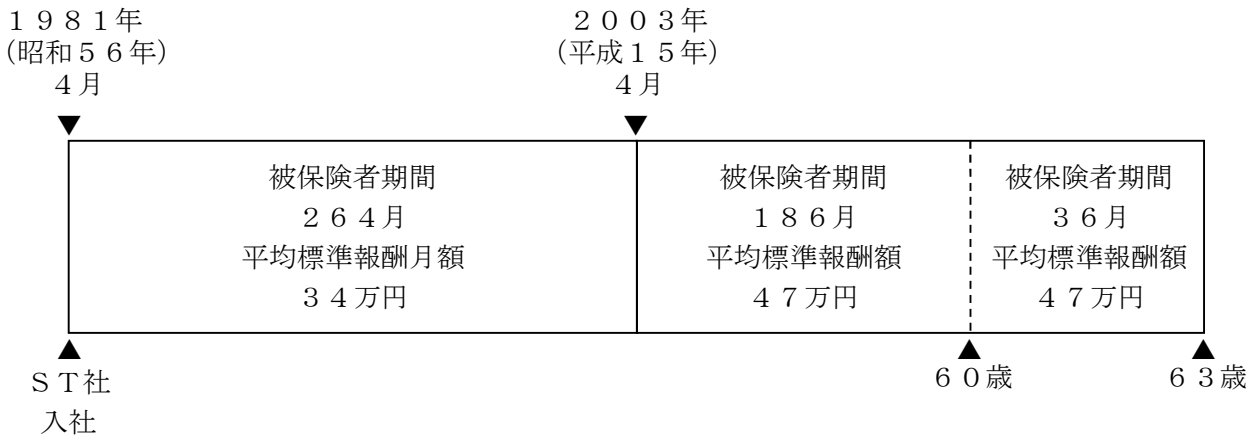 １９８１年
(昭和５６年)
４月
２００３年
(平成１５年)
４月
被保険者期間
２６４月
平均標準報酬月額
３４万円
被保険者期間
１８６月
平均標準報酬額
４７万円
被保険者期間
３６月
平均標準報酬額
４７万円
ＳＴ社
入社
６０歳
６３歳